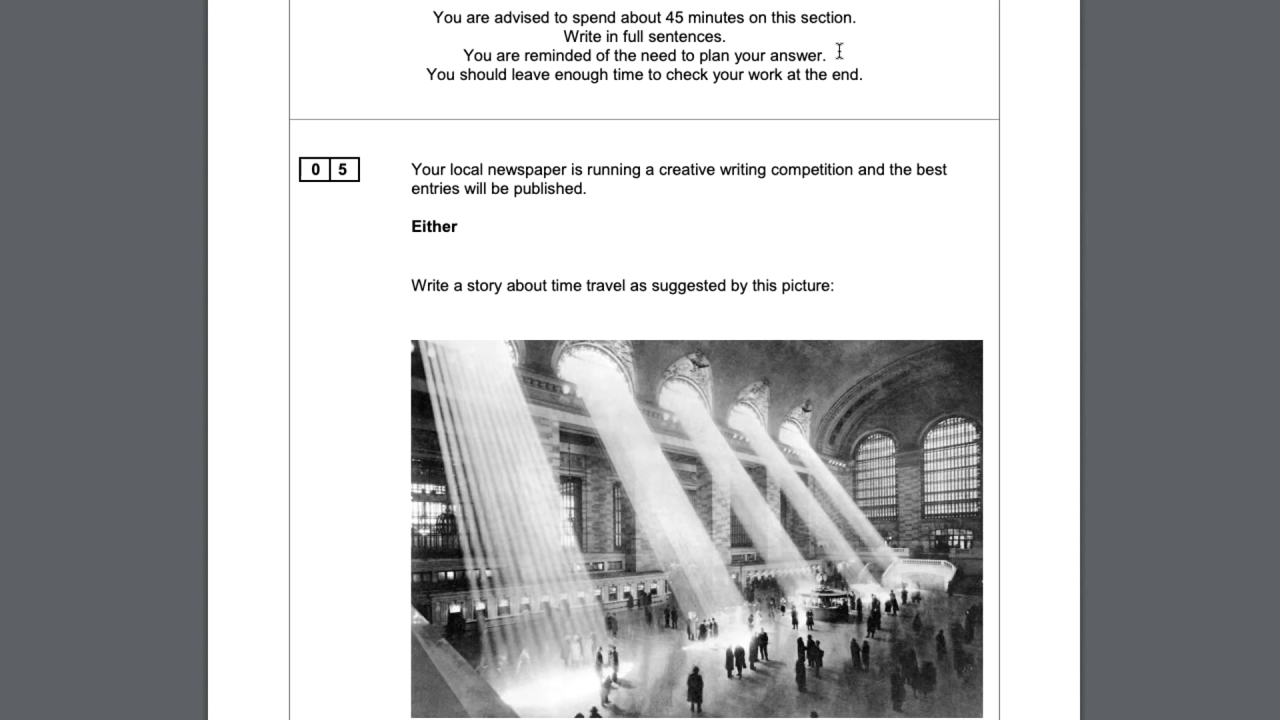 You are advised to spend about 45 minutes on this section.
Write in full sentences.
You are reminded of the need to plan your answer.
You should leave enough time to check your work at the end.
0 5
Your local newspaper is running a creative writing competition and the best
entries will be published.
Either
Write a story about time travel as suggested by this picture: